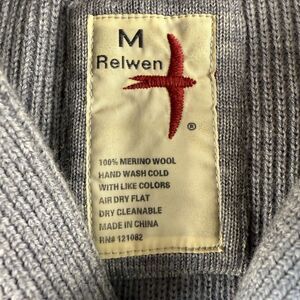 M
Relwen
®
100% MERINO WOOL
HAND WASH COLD
WITH LIKE COLORS
AIR DRY FLAT
DRY CLEANABLE
MADE IN CHINA
RN# 121082